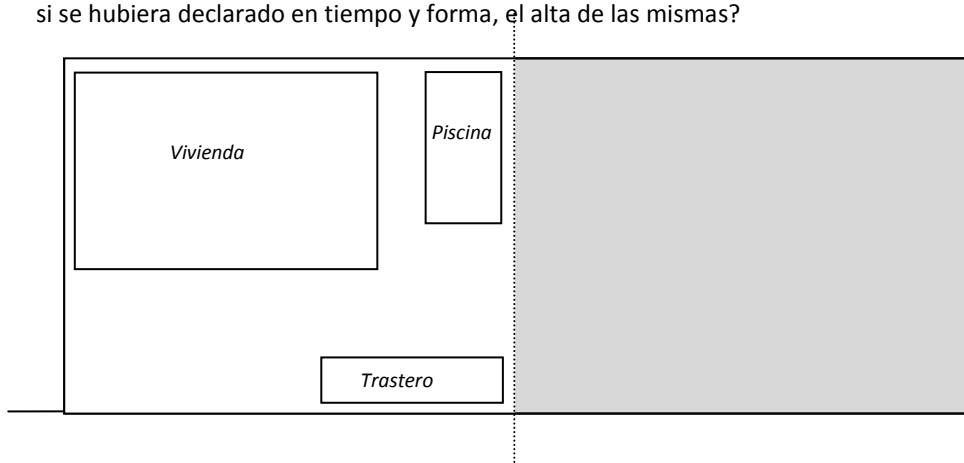 si se hubiera declarado en tiempo y forma, el alta de las mismas?
Piscina
Vivienda
Trastero